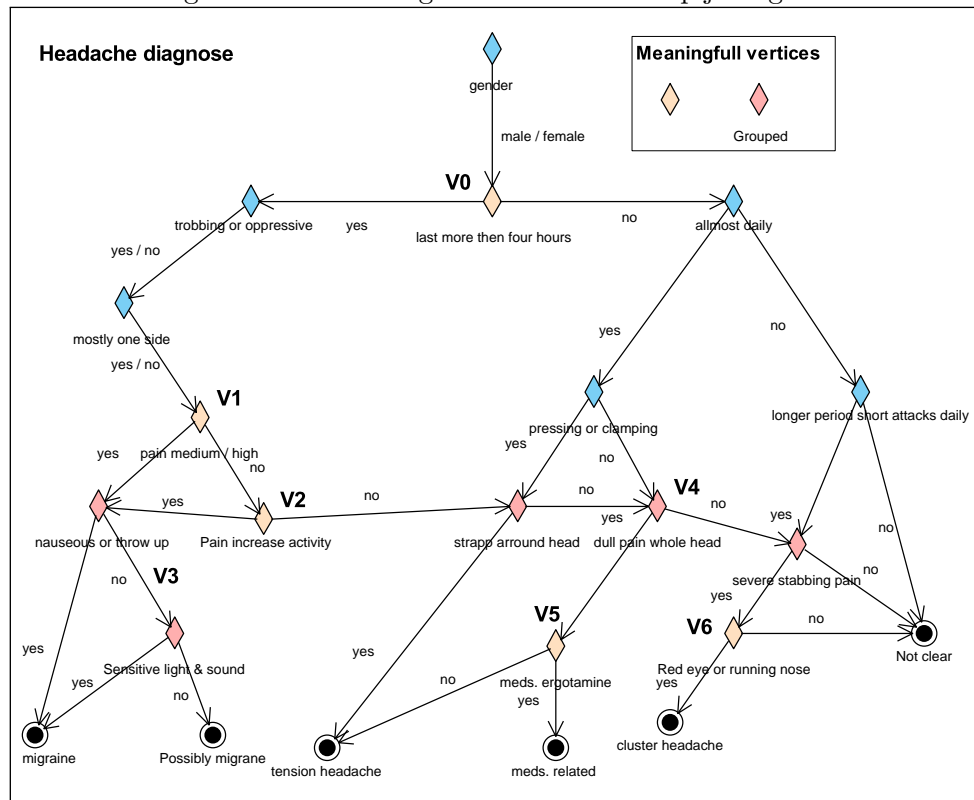 Headache diagnose
Meaningfull vertices
gender
Grouped
male / female
V0
trobbing or oppressive
yes
last more then four hours
no
allmost daily
yes / no
mostly one side
yes / no
yes
no
V1
pain medium / high
yes
no
pressing or clamping
longer period short attacks daily
yes
no
nauseous or throw up
yes
V2
Pain increase activity
no
strapp arround head
no
yes
V4
dull pain whole head
no
yes
no
severe stabbing pain
no
V3
no
yes
Sensitive light & sound
yes
no
V5
meds. ergotamine
no
yes
yes
V6
yes
no
Red eye or running nose
yes
Not clear
migraine
Possibly migrane
tension headache
meds. related
cluster headache